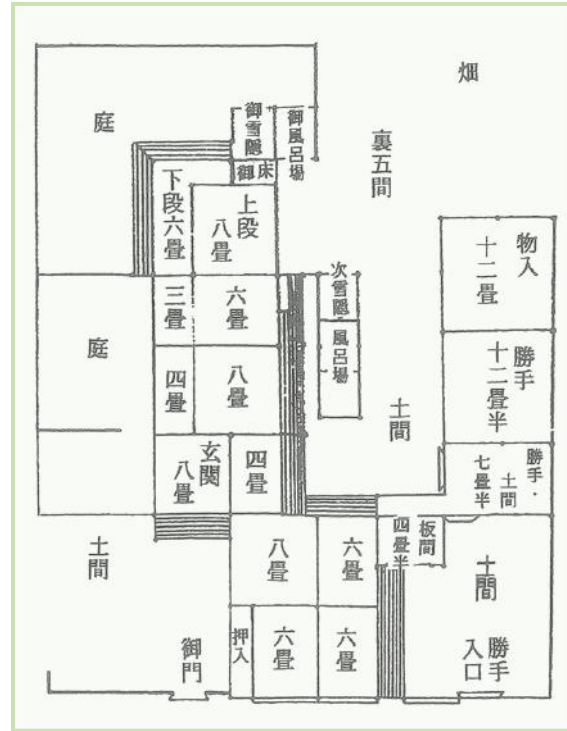 畑
裏五間
御風呂場
御雪隠
御床
庭
上段
八畳
下段六畳
物入
十二畳
次雪隠
風呂場
六畳
三畳
庭
勝手
十二畳半
八畳
四畳
土間
勝手・
土間
七畳半
四畳
玄関
八畳
板間
四畳半
六畳
八畳
土間
土間
勝手
入口
六畳
六畳
押入
御門